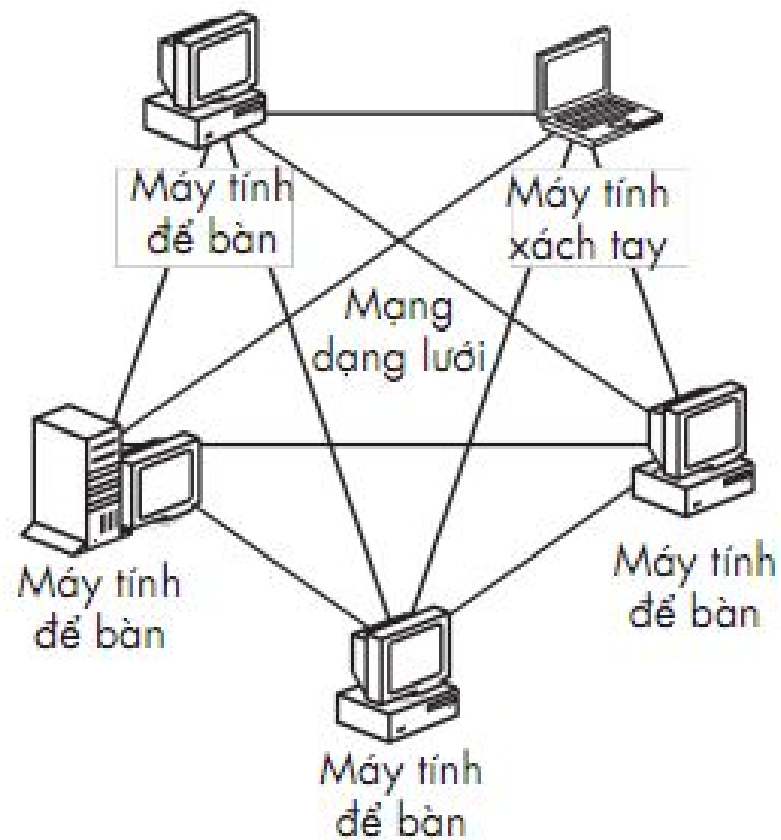 Máy tính
để bàn
Máy tính
xách tay
Mạng
dạng lưới
Máy tính
để bàn
Máy tính
để bàn
Máy tính
để bàn